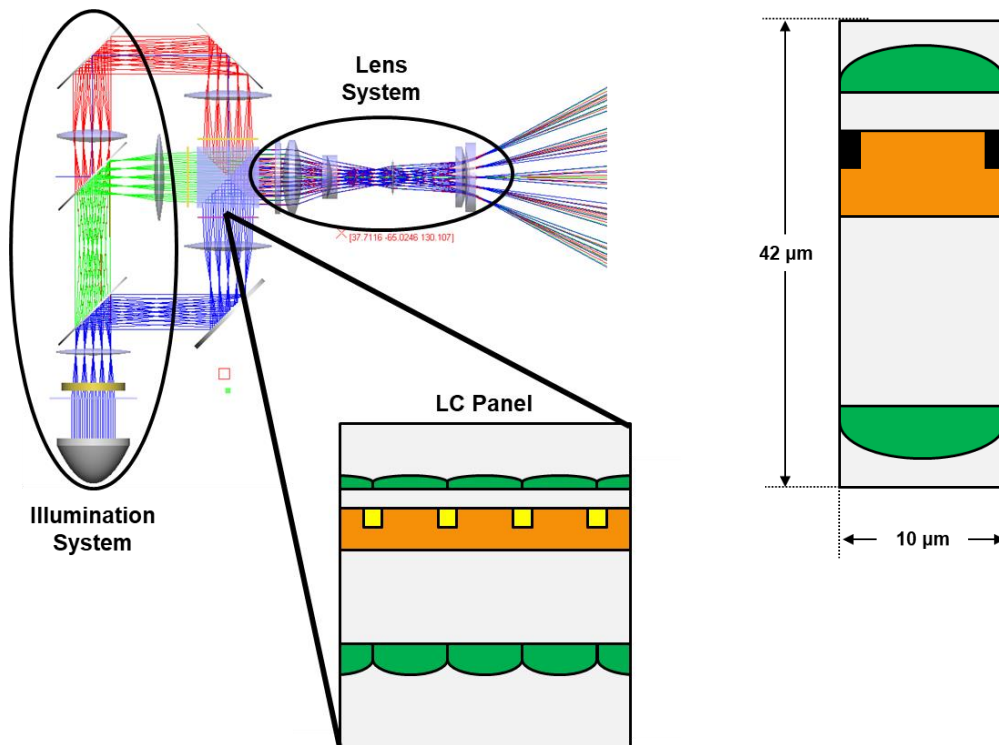 Lens
System
[37.7116 -65.0246 130.107]
42 µm
LC Panel
Illumination
System
10 µm